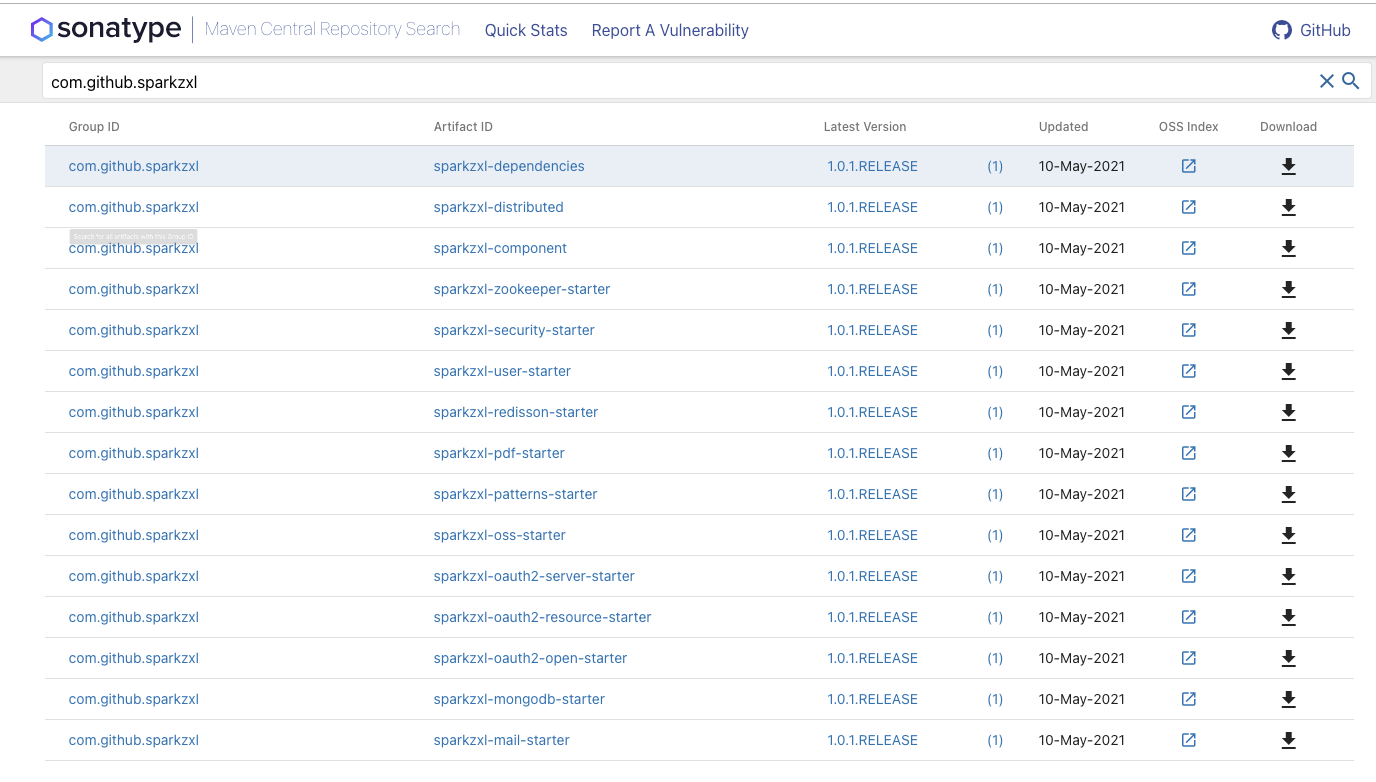 sonatype Maven Central Repository Search Quick Stats Report A Vulnerability GitHub
com.github.sparkzxl
Group ID Artifact ID Latest Version Updated OSS Index Download
com.github.sparkzxl sparkzxl-dependencies 1.0.1.RELEASE (1) 10-May-2021
com.github.sparkzxl sparkzxl-distributed 1.0.1.RELEASE (1) 10-May-2021
Search for all artifacts with this Group ID
com.github.sparkzxl sparkzxl-component 1.0.1.RELEASE (1) 10-May-2021
com.github.sparkzxl sparkzxl-zookeeper-starter 1.0.1.RELEASE (1) 10-May-2021
com.github.sparkzxl sparkzxl-security-starter 1.0.1.RELEASE (1) 10-May-2021
com.github.sparkzxl sparkzxl-user-starter 1.0.1.RELEASE (1) 10-May-2021
com.github.sparkzxl sparkzxl-redisson-starter 1.0.1.RELEASE (1) 10-May-2021
com.github.sparkzxl sparkzxl-pdf-starter 1.0.1.RELEASE (1) 10-May-2021
com.github.sparkzxl sparkzxl-patterns-starter 1.0.1.RELEASE (1) 10-May-2021
com.github.sparkzxl sparkzxl-oss-starter 1.0.1.RELEASE (1) 10-May-2021
com.github.sparkzxl sparkzxl-oauth2-server-starter 1.0.1.RELEASE (1) 10-May-2021
com.github.sparkzxl sparkzxl-oauth2-resource-starter 1.0.1.RELEASE (1) 10-May-2021
com.github.sparkzxl sparkzxl-oauth2-open-starter 1.0.1.RELEASE (1) 10-May-2021
com.github.sparkzxl sparkzxl-mongodb-starter 1.0.1.RELEASE (1) 10-May-2021
com.github.sparkzxl sparkzxl-mail-starter 1.0.1.RELEASE (1) 10-May-2021